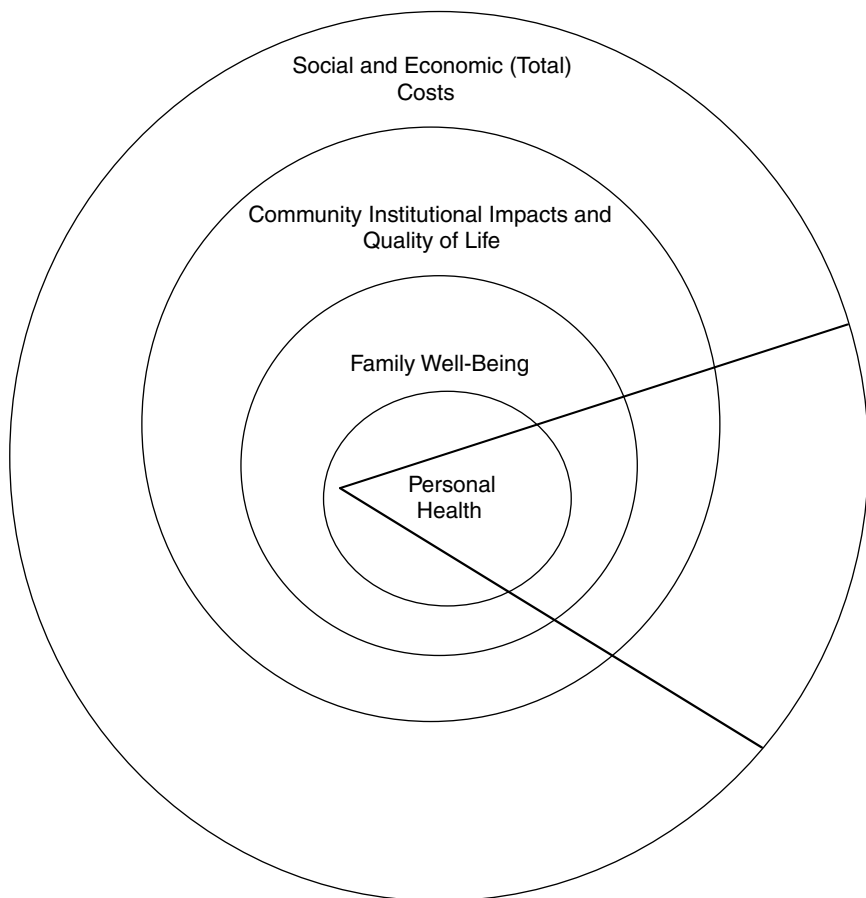 Social and Economic (Total)
Costs
Community Institutional Impacts and
Quality of Life
Family Well-Being
Personal
Health